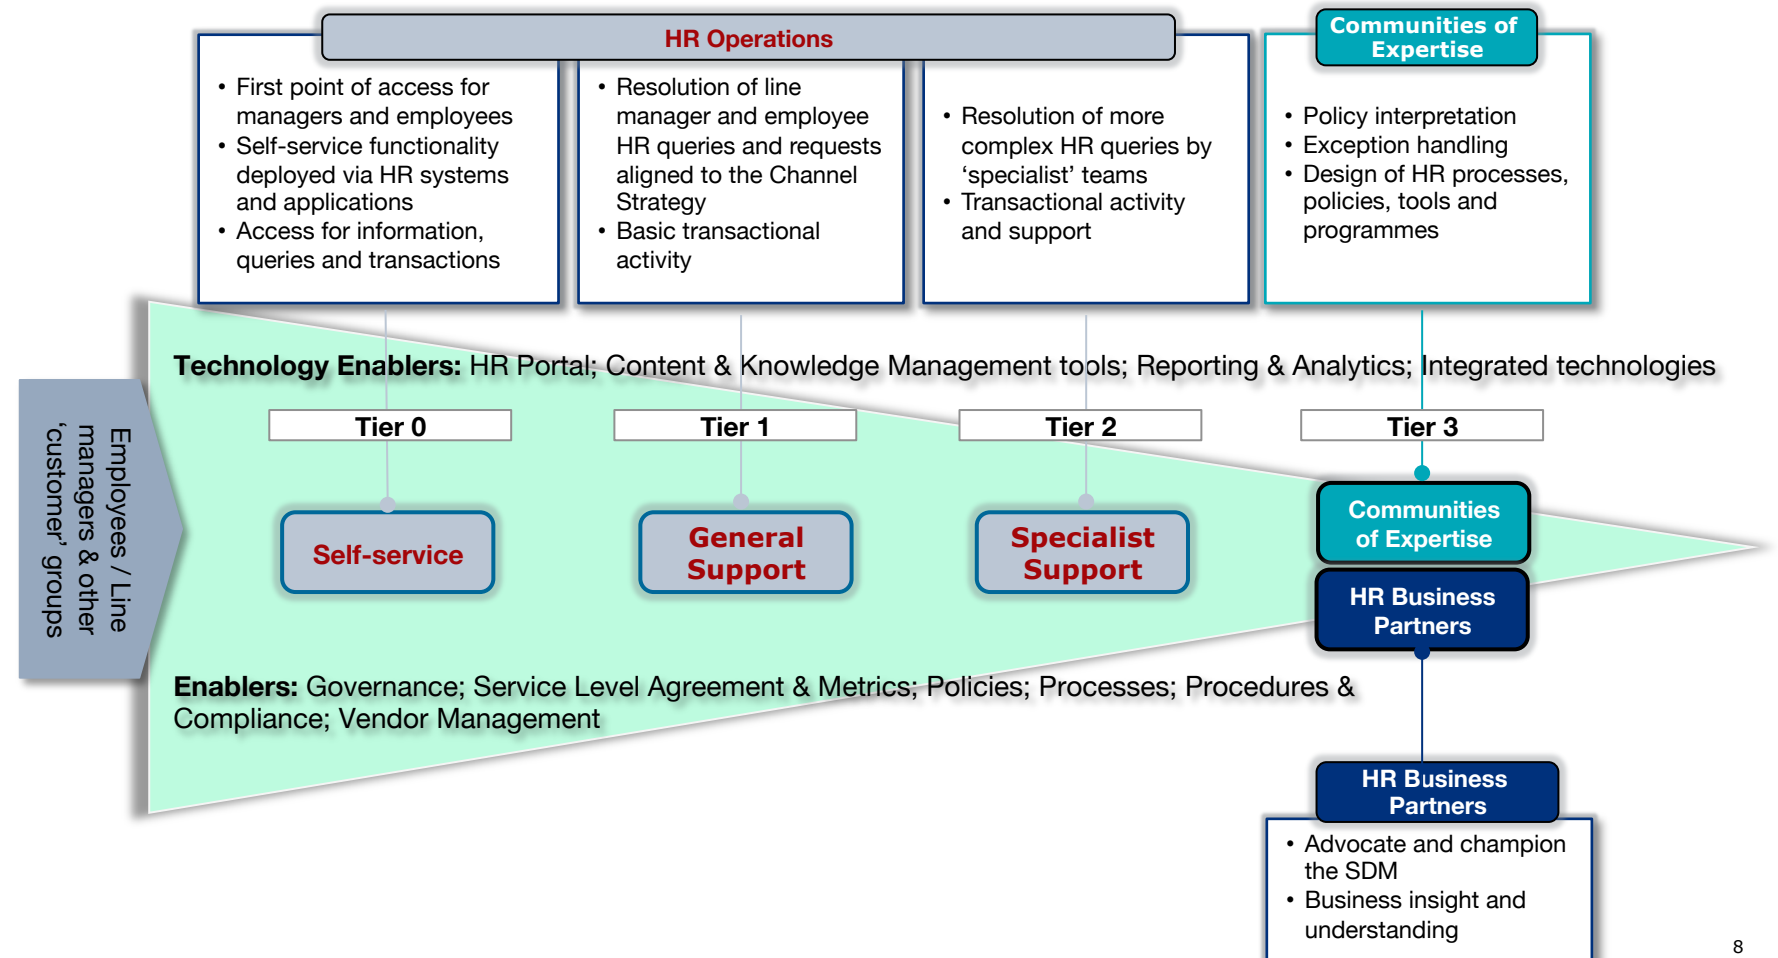 HR Operations
Communities of
Expertise
• First point of access for
managers and employees
• Self-service functionality
deployed via HR systems
and applications
• Access for information,
queries and transactions
• Resolution of line
manager and employee
HR queries and requests
aligned to the Channel
Strategy
• Basic transactional
activity
• Resolution of more
complex HR queries by
‘specialist’ teams
• Transactional activity
and support
• Policy interpretation
• Exception handling
• Design of HR processes,
policies, tools and
programmes
Technology Enablers: HR Portal; Content & Knowledge Management tools; Reporting & Analytics; Integrated technologies
Employees / Line
managers & other
‘customer’ groups
Tier 0
Tier 1
Tier 2
Tier 3
Self-service
General
Support
Specialist
Support
Communities
of Expertise
HR Business
Partners
Enablers: Governance; Service Level Agreement & Metrics; Policies; Processes; Procedures &
Compliance; Vendor Management
HR Business
Partners
• Advocate and champion
the SDM
• Business insight and
understanding
8